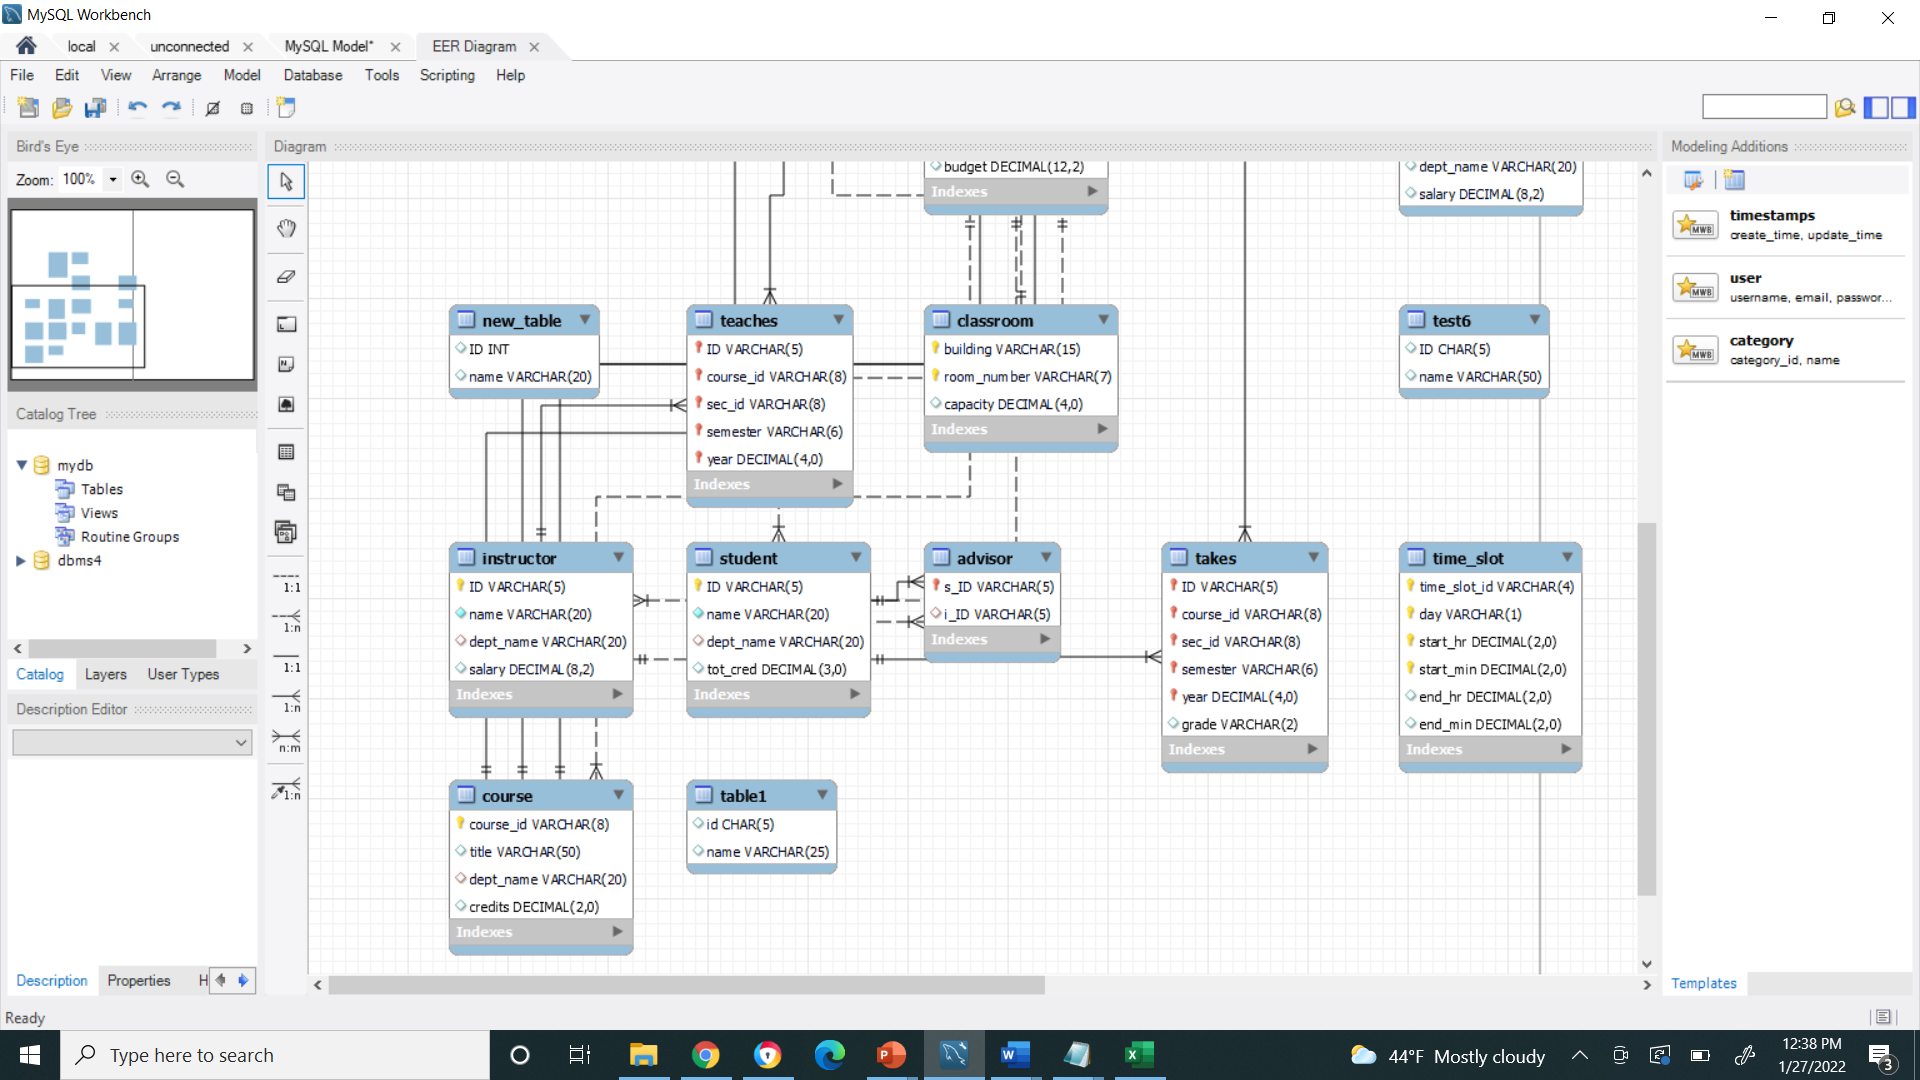 MySQL Workbench
local
unconnected
MySQL Model*
EER Diagram
File Edit View Arrange Model Database Tools Scripting Help
Bird's Eye
Zoom: 100%
Catalog Tree
mydb
Tables
Views
Routine Groups
dbms4
Catalog Layers User Types
Description Editor
Description Properties H
Ready
Diagram
1:1
1:n
1:1
1:n
n:m
1:n
budget DECIMAL(12,2)
Indexes
dept_name VARCHAR(20)
salary DECIMAL(8,2)
new_table
ID INT
name VARCHAR(20)
teaches
ID VARCHAR(5)
course_id VARCHAR(8)
sec_id VARCHAR(8)
semester VARCHAR(6)
year DECIMAL(4,0)
Indexes
classroom
building VARCHAR(15)
room_number VARCHAR(7)
capacity DECIMAL(4,0)
Indexes
test6
ID CHAR(5)
name VARCHAR(50)
instructor
ID VARCHAR(5)
name VARCHAR(20)
dept_name VARCHAR(20)
salary DECIMAL(8,2)
Indexes
student
ID VARCHAR(5)
name VARCHAR(20)
dept_name VARCHAR(20)
tot_cred DECIMAL(3,0)
Indexes
advisor
s_ID VARCHAR(5)
i_ID VARCHAR(5)
Indexes
takes
ID VARCHAR(5)
course_id VARCHAR(8)
sec_id VARCHAR(8)
semester VARCHAR(6)
year DECIMAL(4,0)
grade VARCHAR(2)
Indexes
time_slot
time_slot_id VARCHAR(4)
day VARCHAR(1)
start_hr DECIMAL(2,0)
start_min DECIMAL(2,0)
end_hr DECIMAL(2,0)
end_min DECIMAL(2,0)
Indexes
course
course_id VARCHAR(8)
title VARCHAR(50)
dept_name VARCHAR(20)
credits DECIMAL(2,0)
Indexes
table1
id CHAR(5)
name VARCHAR(25)
Modeling Additions
MWB
timestamps
create_time, update_time
MWB
user
username, email, passwor...
MWB
category
category_id, name
Templates
Type here to search
44°F Mostly cloudy
12:38 PM
1/27/2022
3